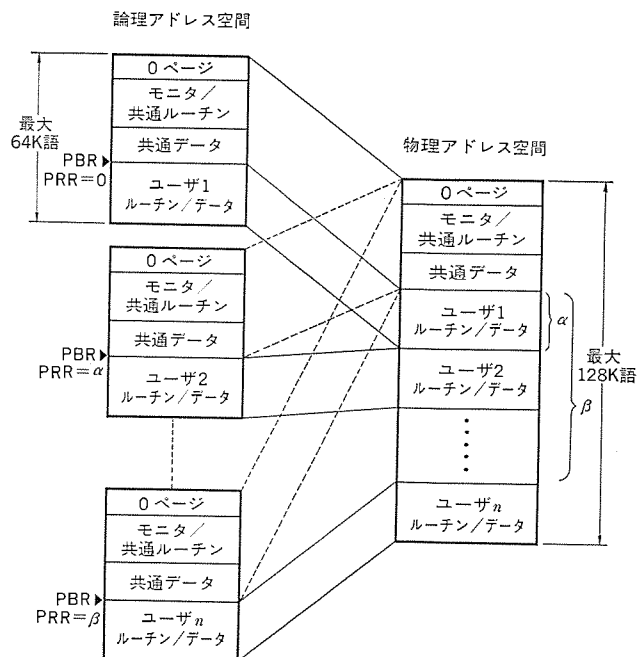 論理アドレス空間
0 ページ
モニタ/
共通ルーチン
共通データ
ユーザ1
ルーチン/データ
最大
64K語
PBR
PRR=0
0 ページ
モニタ/
共通ルーチン
共通データ
ユーザ2
ルーチン/データ
PBR
PRR=α
0 ページ
モニタ/
共通ルーチン
共通データ
ユーザn
ルーチン/データ
PBR
PRR=β
物理アドレス空間
0 ページ
モニタ/
共通ルーチン
共通データ
ユーザ1
ルーチン/データ
ユーザ2
ルーチン/データ
ユーザn
ルーチン/データ
α
β
最大
128K語